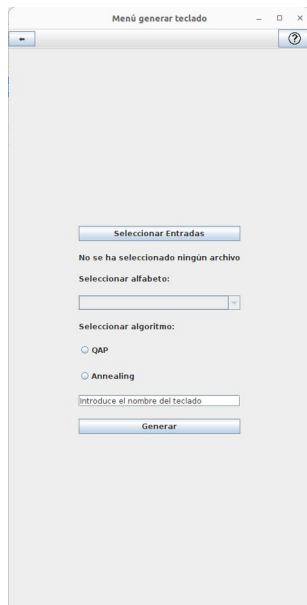 Menú generar teclado
Seleccionar Entradas
No se ha seleccionado ningún archivo
Seleccionar alfabeto:
Seleccionar algoritmo:
QAP
Annealing
Introduce el nombre del teclado
Generar